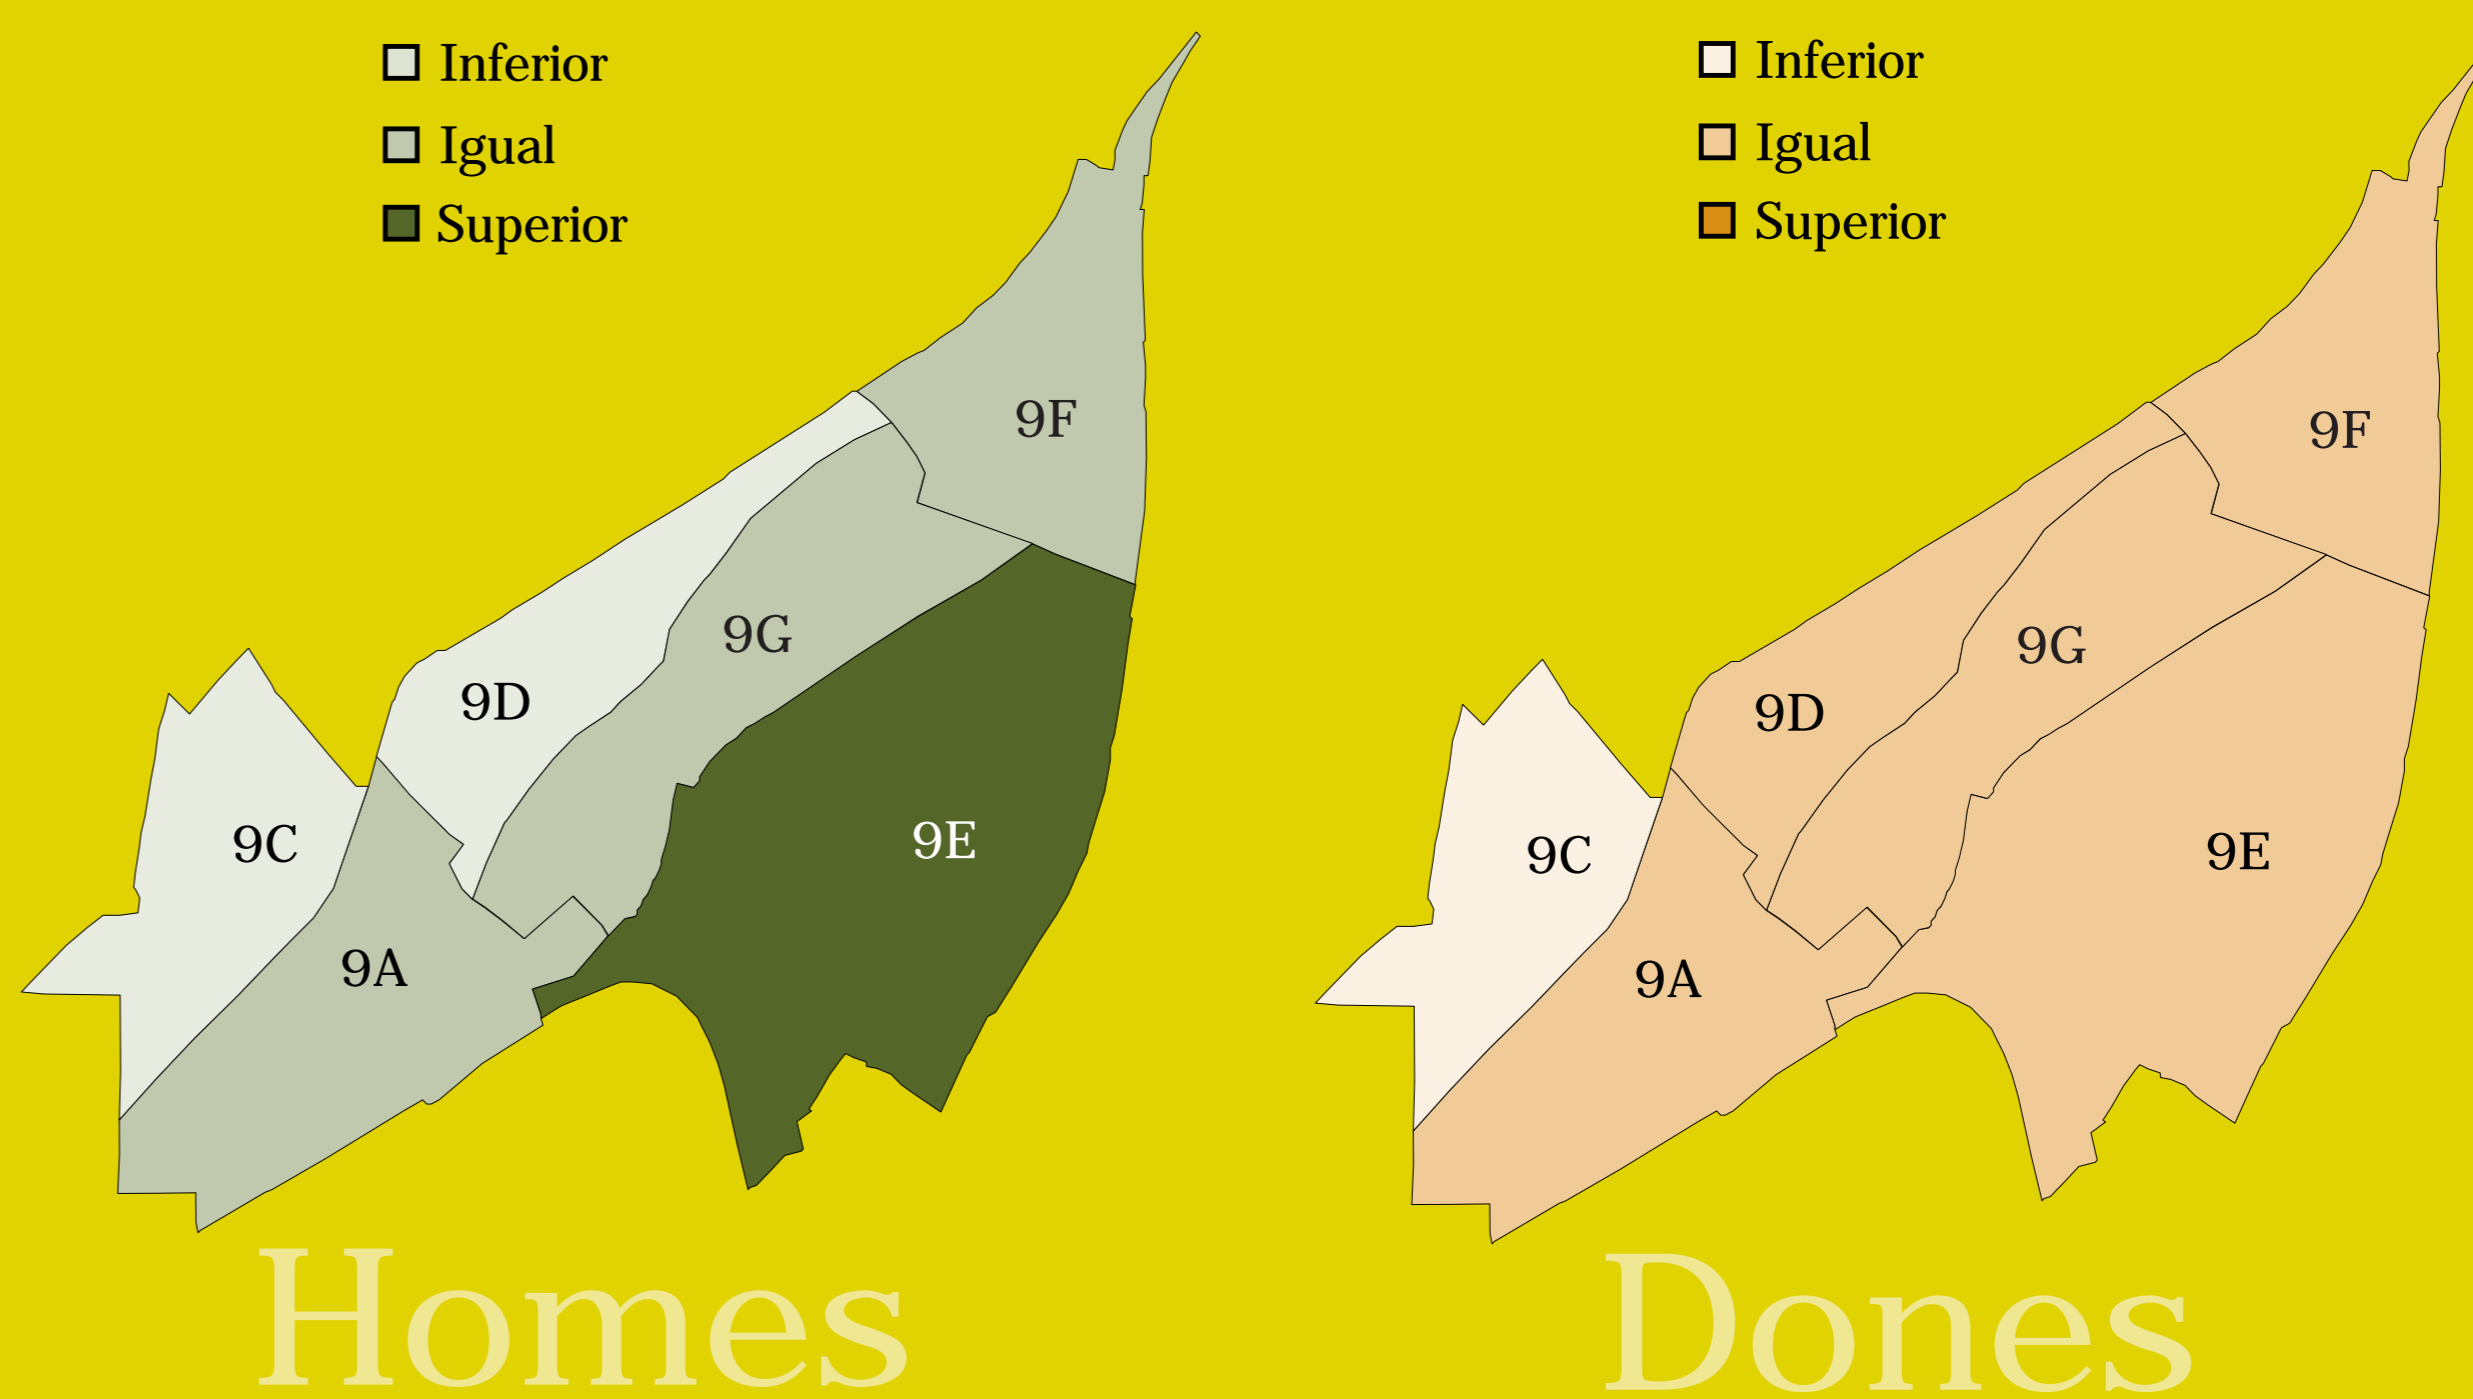 Inferior
Igual
Superior
9F
9G
9D
9E
9C
9A
Homes
Inferior
Igual
Superior
9F
9G
9D
9E
9C
9A
Dones